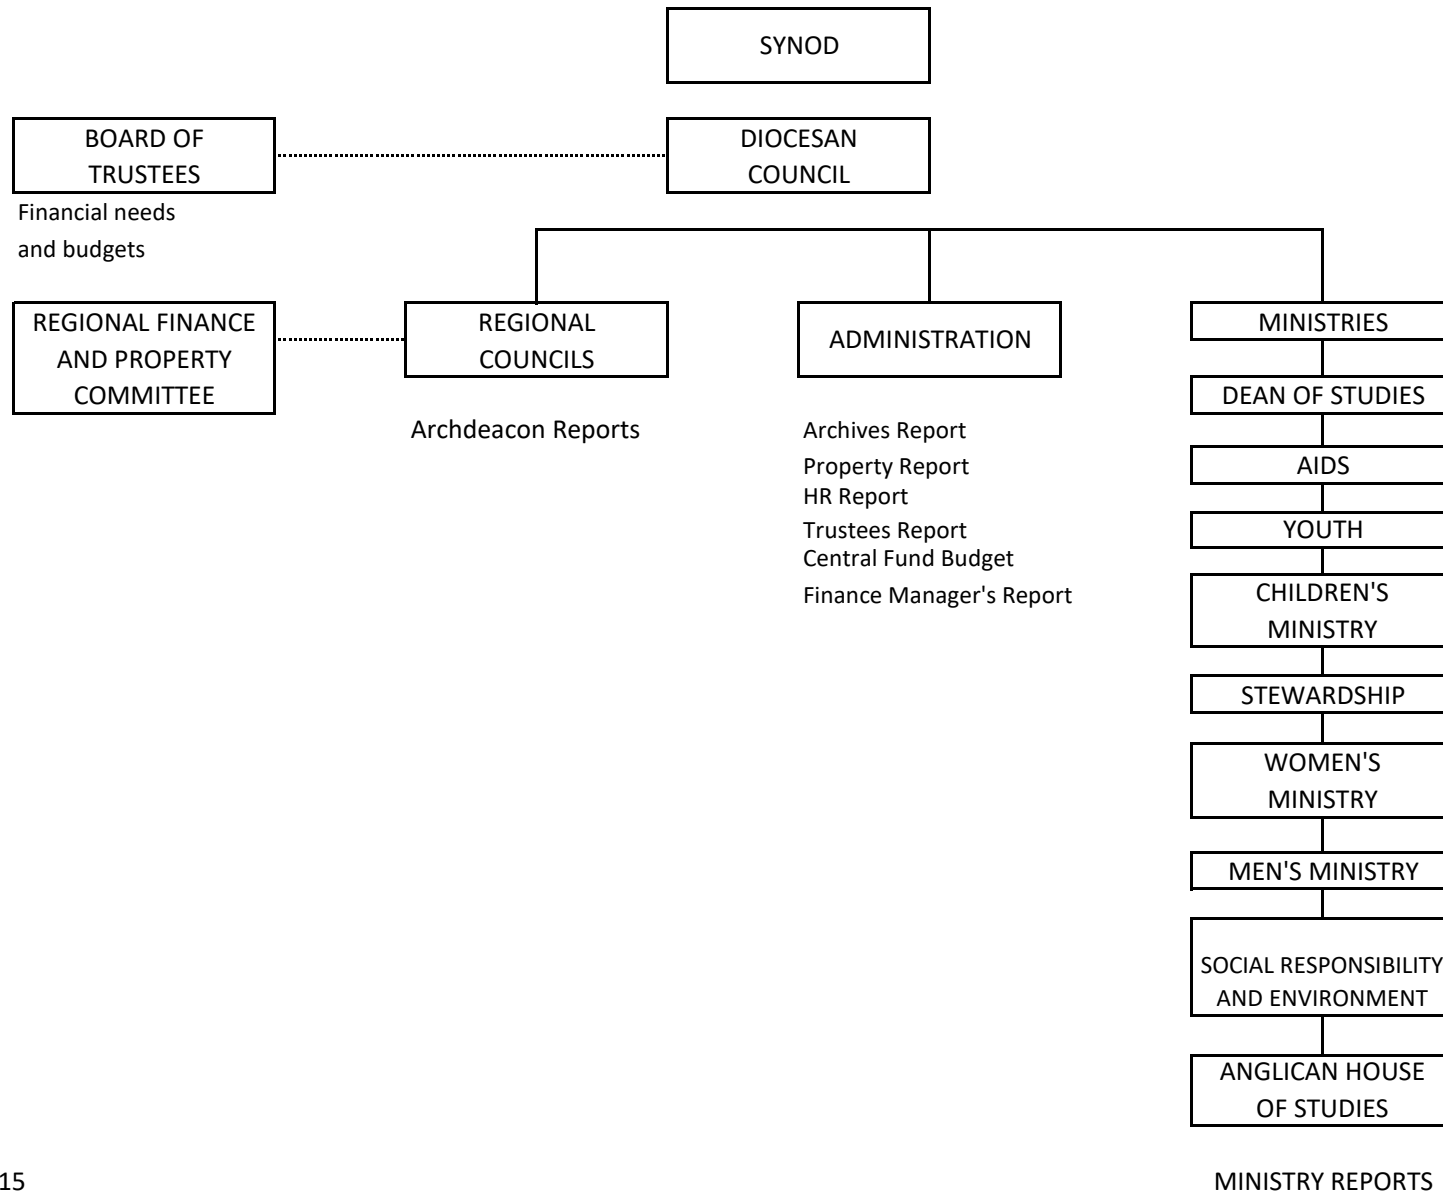 SYNOD
BOARD OF
TRUSTEES
DIOCESAN
COUNCIL
Financial needs
and budgets
REGIONAL FINANCE
AND PROPERTY
COMMITTEE
REGIONAL
COUNCILS
Archdeacon Reports
ADMINISTRATION
Archives Report
Property Report
HR Report
Trustees Report
Central Fund Budget
Finance Manager's Report
MINISTRIES
DEAN OF STUDIES
AIDS
YOUTH
CHILDREN'S
MINISTRY
STEWARDSHIP
WOMEN'S
MINISTRY
MEN'S MINISTRY
SOCIAL RESPONSIBILITY
AND ENVIRONMENT
ANGLICAN HOUSE
OF STUDIES
15
MINISTRY REPORTS